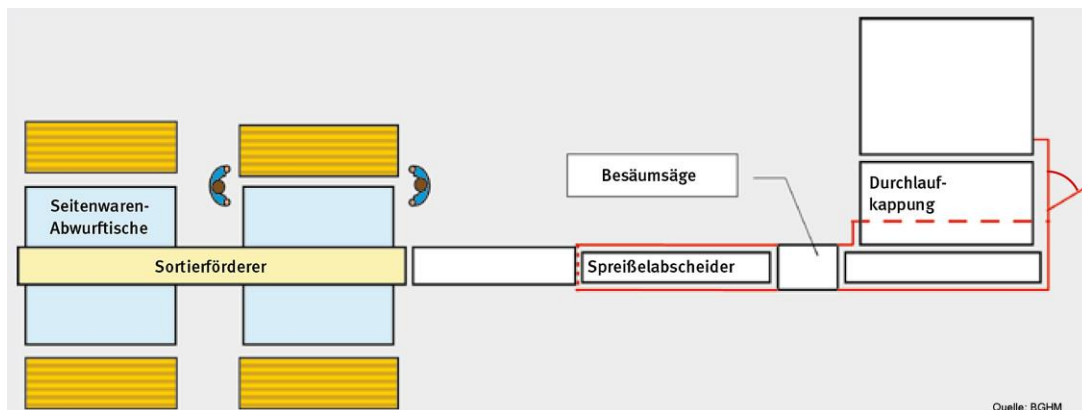 Besäumsäge
Durchlauf-
kappung
Seitenwaren-
Abwurftische
Sortierförderer
Spreißelabscheider
Quelle: BGHM